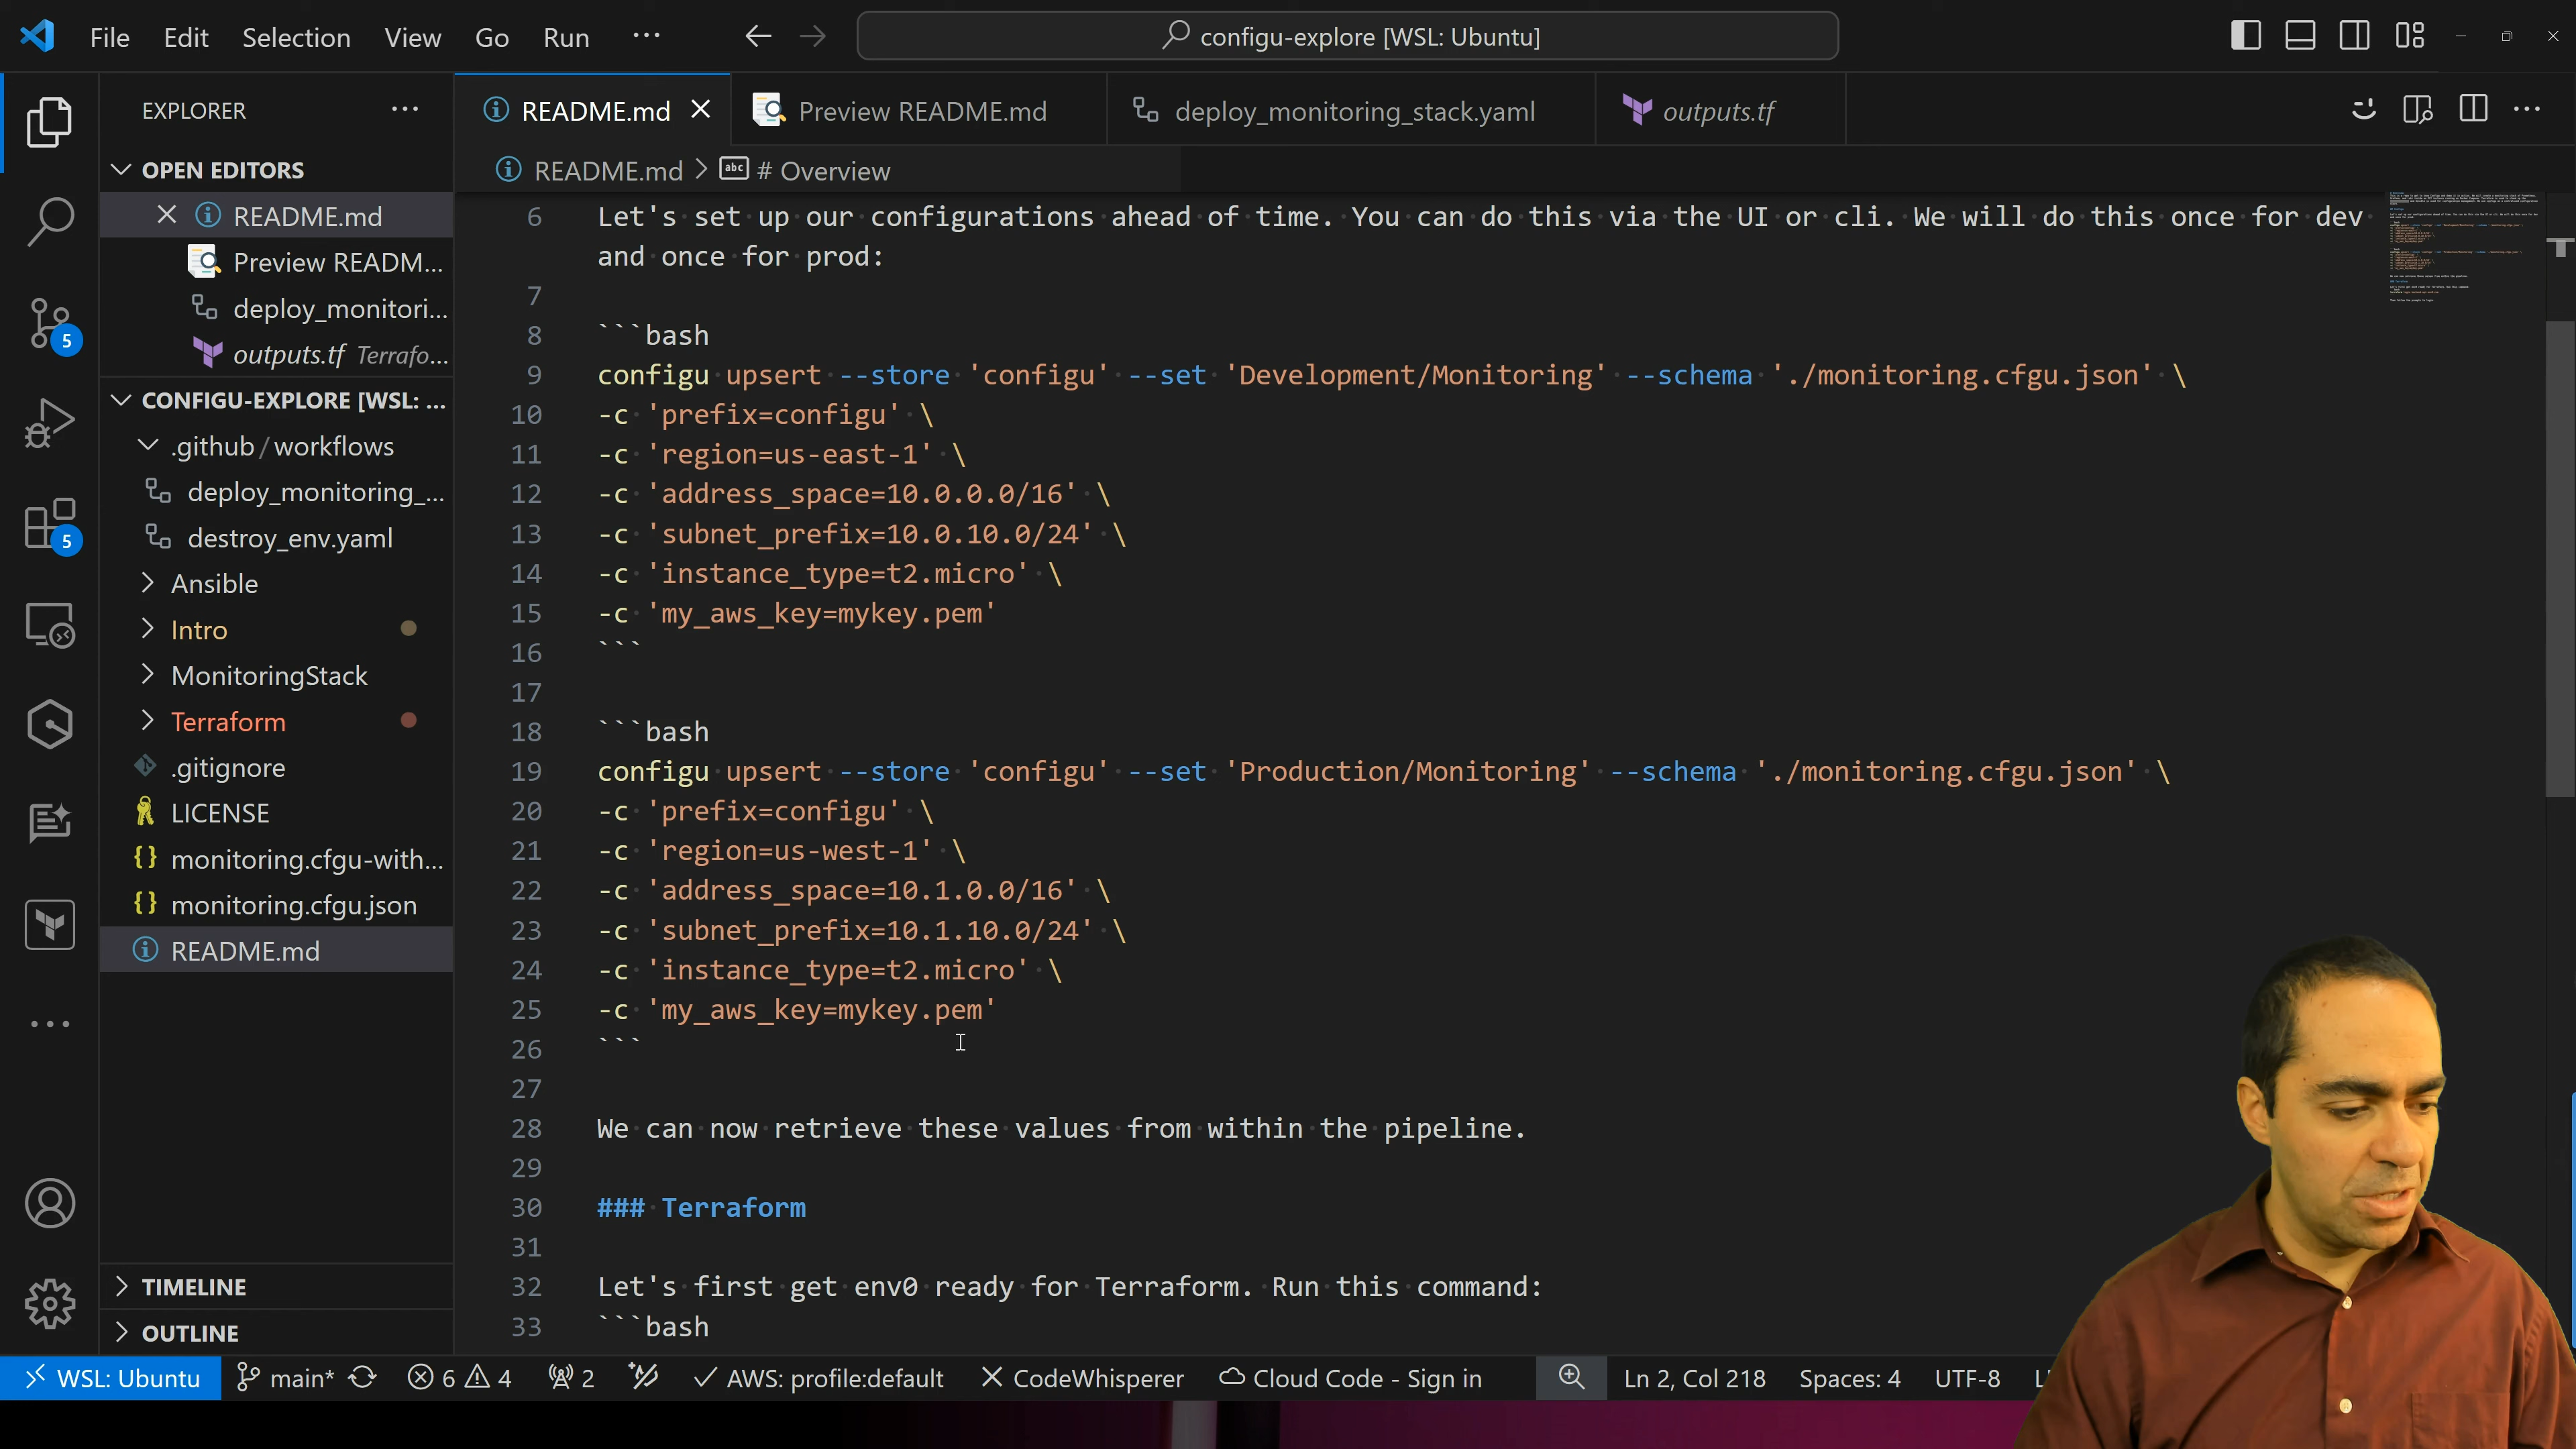 File Edit Selection View Go Run ···
configu-explore [WSL: Ubuntu]
EXPLORER
README.md
Preview README.md
deploy_monitoring_stack.yaml
outputs.tf
README.md > # Overview
OPEN EDITORS
README.md
Preview READM...
deploy_monitori...
outputs.tf Terrafo...
CONFIGU-EXPLORE [WSL: ...
.github / workflows
deploy_monitoring_...
destroy_env.yaml
Ansible
Intro
MonitoringStack
Terraform
.gitignore
LICENSE
monitoring.cfgu-with...
monitoring.cfgu.json
README.md
TIMELINE
OUTLINE
5
5
6 Let's set up our configurations ahead of time. You can do this via the UI or cli. We will do this once for dev
and once for prod:
7
8 ```bash
9 configu upsert --store 'configu' --set 'Development/Monitoring' --schema './monitoring.cfgu.json' \
10 -c 'prefix=configu' \
11 -c 'region=us-east-1' \
12 -c 'address_space=10.0.0.0/16' \
13 -c 'subnet_prefix=10.0.10.0/24' \
14 -c 'instance_type=t2.micro' \
15 -c 'my_aws_key=mykey.pem'
16 ```
17
18 ```bash
19 configu upsert --store 'configu' --set 'Production/Monitoring' --schema './monitoring.cfgu.json' \
20 -c 'prefix=configu' \
21 -c 'region=us-west-1' \
22 -c 'address_space=10.1.0.0/16' \
23 -c 'subnet_prefix=10.1.10.0/24' \
24 -c 'instance_type=t2.micro' \
25 -c 'my_aws_key=mykey.pem'
26 ```
27
28 We can now retrieve these values from within the pipeline.
29
30 ### Terraform
31
32 Let's first get env0 ready for Terraform. Run this command:
33 ```bash
WSL: Ubuntu main* 6 4 2 AWS: profile:default CodeWhisperer Cloud Code - Sign in Ln 2, Col 218 Spaces: 4 UTF-8